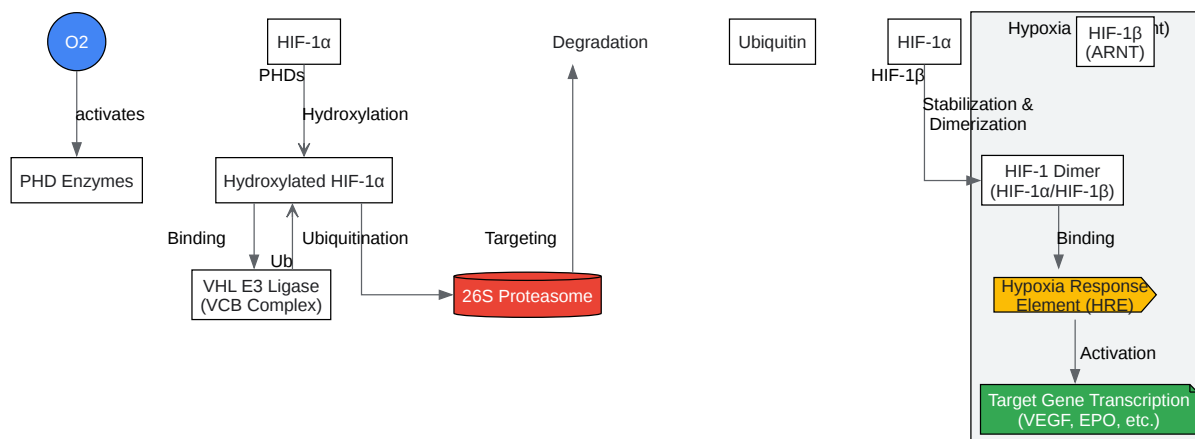 O2
HIF-1α
Degradation
Ubiquitin
HIF-1α
Hypoxia
nt)
HIF-1β
(ARNT)
PHDs
HIF-1β
activates
Hydroxylation
Stabilization &
Dimerization
PHD Enzymes
Hydroxylated HIF-1α
HIF-1 Dimer
(HIF-1α/HIF-1β)
Binding
Ubiquitination
Targeting
Binding
Ub
VHL E3 Ligase
(VCB Complex)
26S Proteasome
Hypoxia Response
Element (HRE)
Activation
Target Gene Transcription
(VEGF, EPO, etc.)